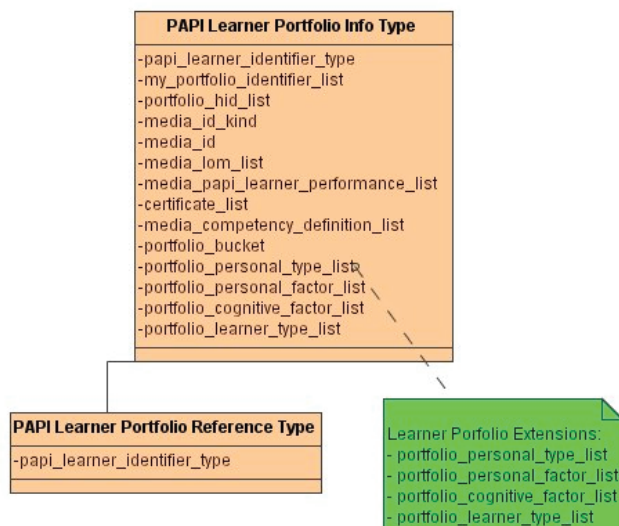 PAPI Learner Portfolio Info Type
-papi_learner_identifier_type
-my_portfolio_identifier_list
-portfolio_hid_list
-media_id_kind
-media_id
-media_lom_list
-media_papi_learner_performance_list
-certificate_list
-media_competency_definition_list
-portfolio_bucket
-portfolio_personal_type_list
-portfolio_personal_factor_list
-portfolio_cognitive_factor_list
-portfolio_learner_type_list
PAPI Learner Portfolio Reference Type
-papi_learner_identifier_type
Learner Porfolio Extensions:
- portfolio_personal_type_list
- portfolio_personal_factor_list
- portfolio_cognitive_factor_list
- portfolio_learner_type_list